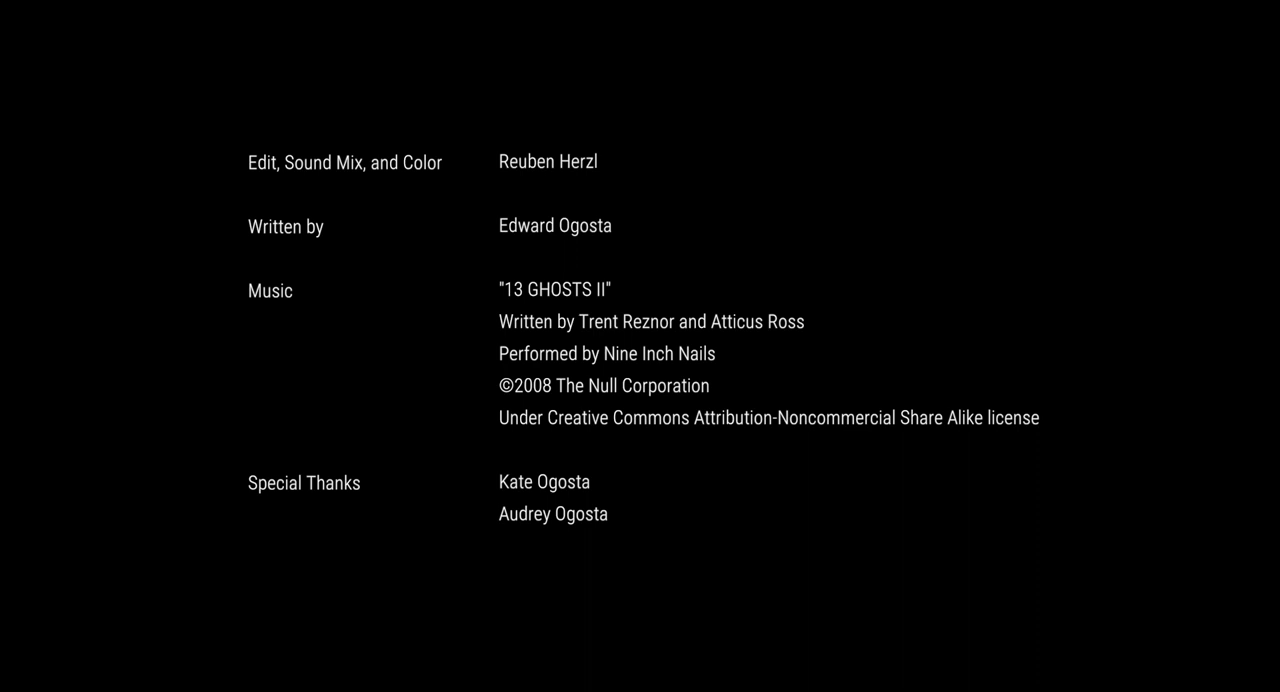 Edit, Sound Mix, and Color Reuben Herzl
Written by Edward Ogosta
Music "13 GHOSTS II"
Written by Trent Reznor and Atticus Ross
Performed by Nine Inch Nails
©2008 The Null Corporation
Under Creative Commons Attribution-Noncommercial Share Alike license
Special Thanks Kate Ogosta
Audrey Ogosta